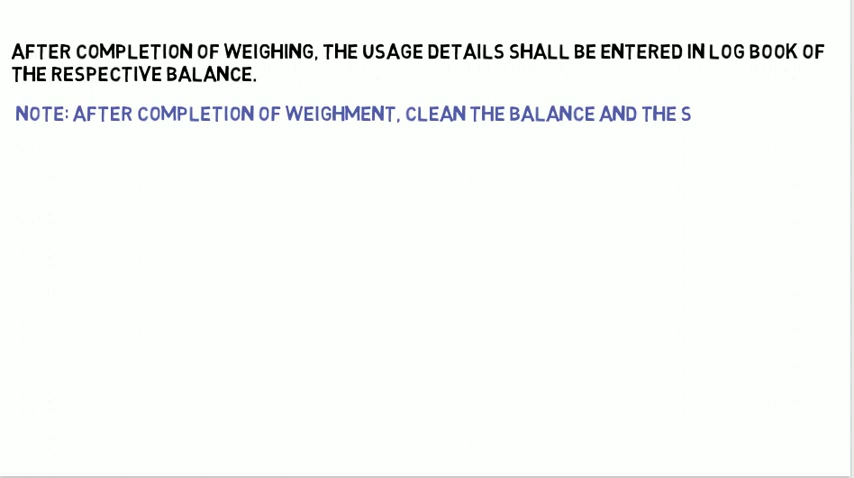 AFTER COMPLETION OF WEIGHING, THE USAGE DETAILS SHALL BE ENTERED IN LOG BOOK OF
THE RESPECTIVE BALANCE.
NOTE: AFTER COMPLETION OF WEIGHMENT, CLEAN THE BALANCE AND THE S